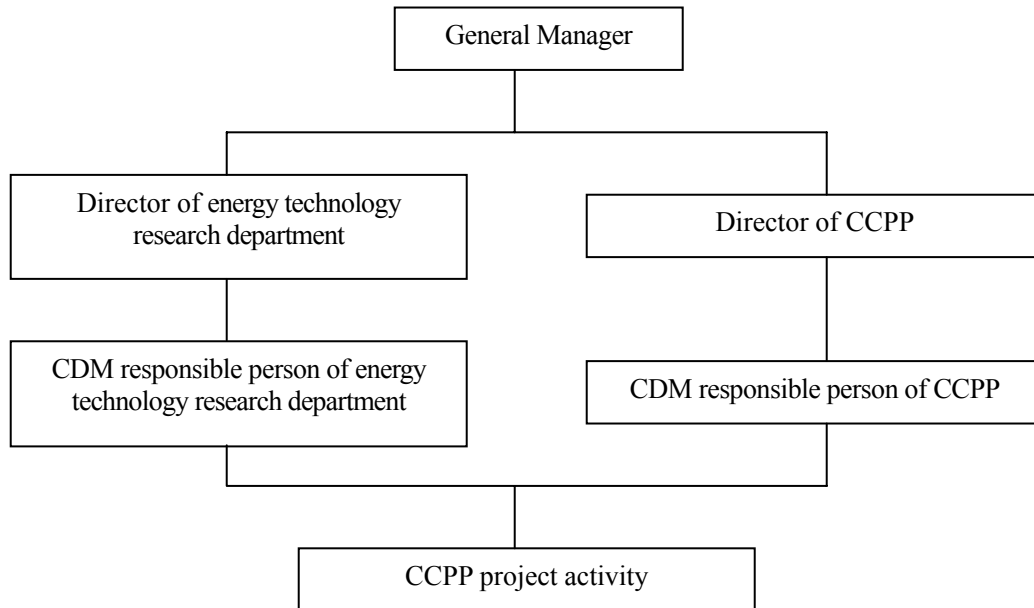 General Manager
Director of energy technology
research department
Director of CCPP
CDM responsible person of energy
technology research department
CDM responsible person of CCPP
CCPP project activity